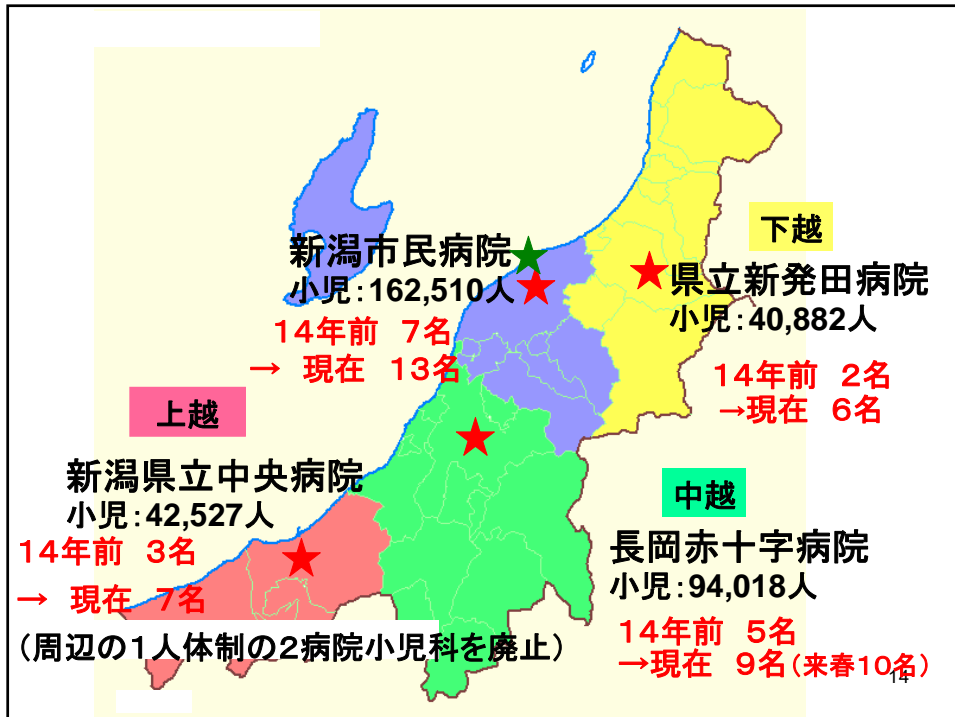 下越
新潟市民病院
小児：162,510人
１４年前　７名
→　現在　１３名
県立新発田病院
小児：40,882人
１４年前　２名
→現在　６名
上越
新潟県立中央病院
小児：42,527人
１４年前　３名
→　現在　７名
（周辺の１人体制の２病院小児科を廃止）
中越
長岡赤十字病院
小児：94,018人
１４年前　５名
→現在　９名（来春１０名）
14